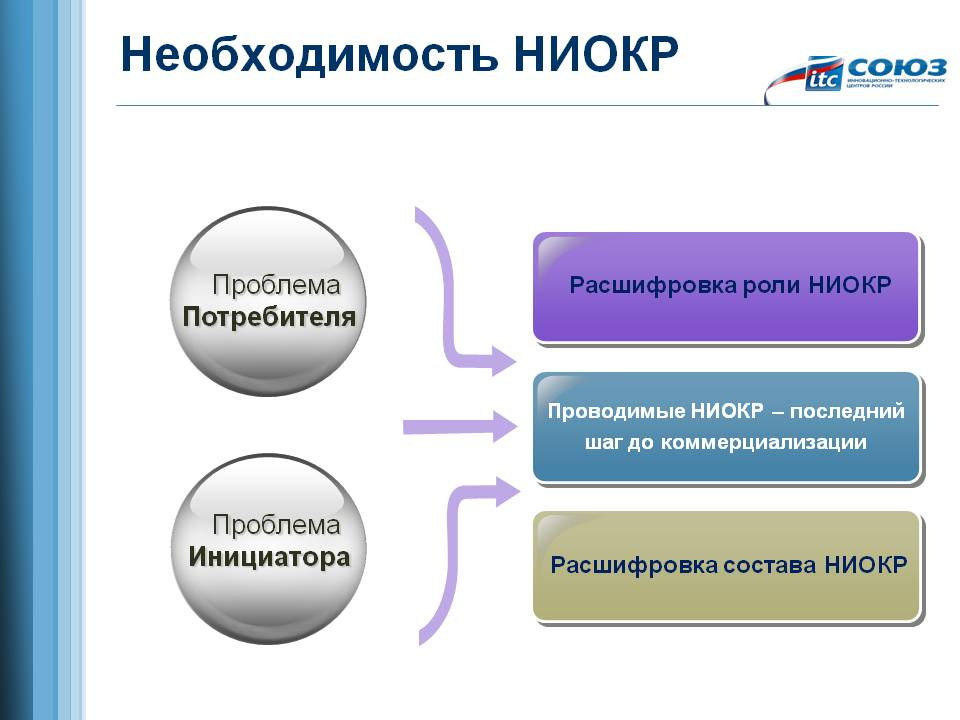 Необходимость НИОКР
itc СОЮЗ
ИННОВАЦИОННО-ТЕХНОЛОГИЧЕСКИХ
ЦЕНТРОВ РОССИИ
Проблема
Потребителя
Проблема
Инициатора
Расшифровка роли НИОКР
Проводимые НИОКР – последний
шаг до коммерциализации
Расшифровка состава НИОКР